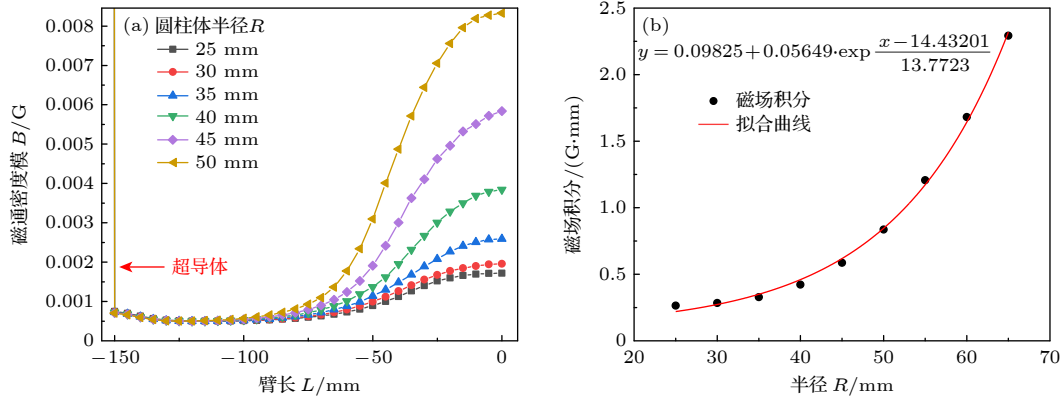 (a) 圆柱体半径R
25 mm
30 mm
35 mm
40 mm
45 mm
50 mm
超导体
0.008
0.007
0.006
0.005
0.004
0.003
0.002
0.001
0
磁通密度模 B/G
−150
−100
−50
0
臂长 L/mm
(b)
y = 0.09825+0.05649·exp x−14.43201
13.7723
磁场积分
拟合曲线
2.5
2.0
1.5
1.0
0.5
0
磁场积分/(G·mm)
20
30
40
50
60
70
半径 R/mm